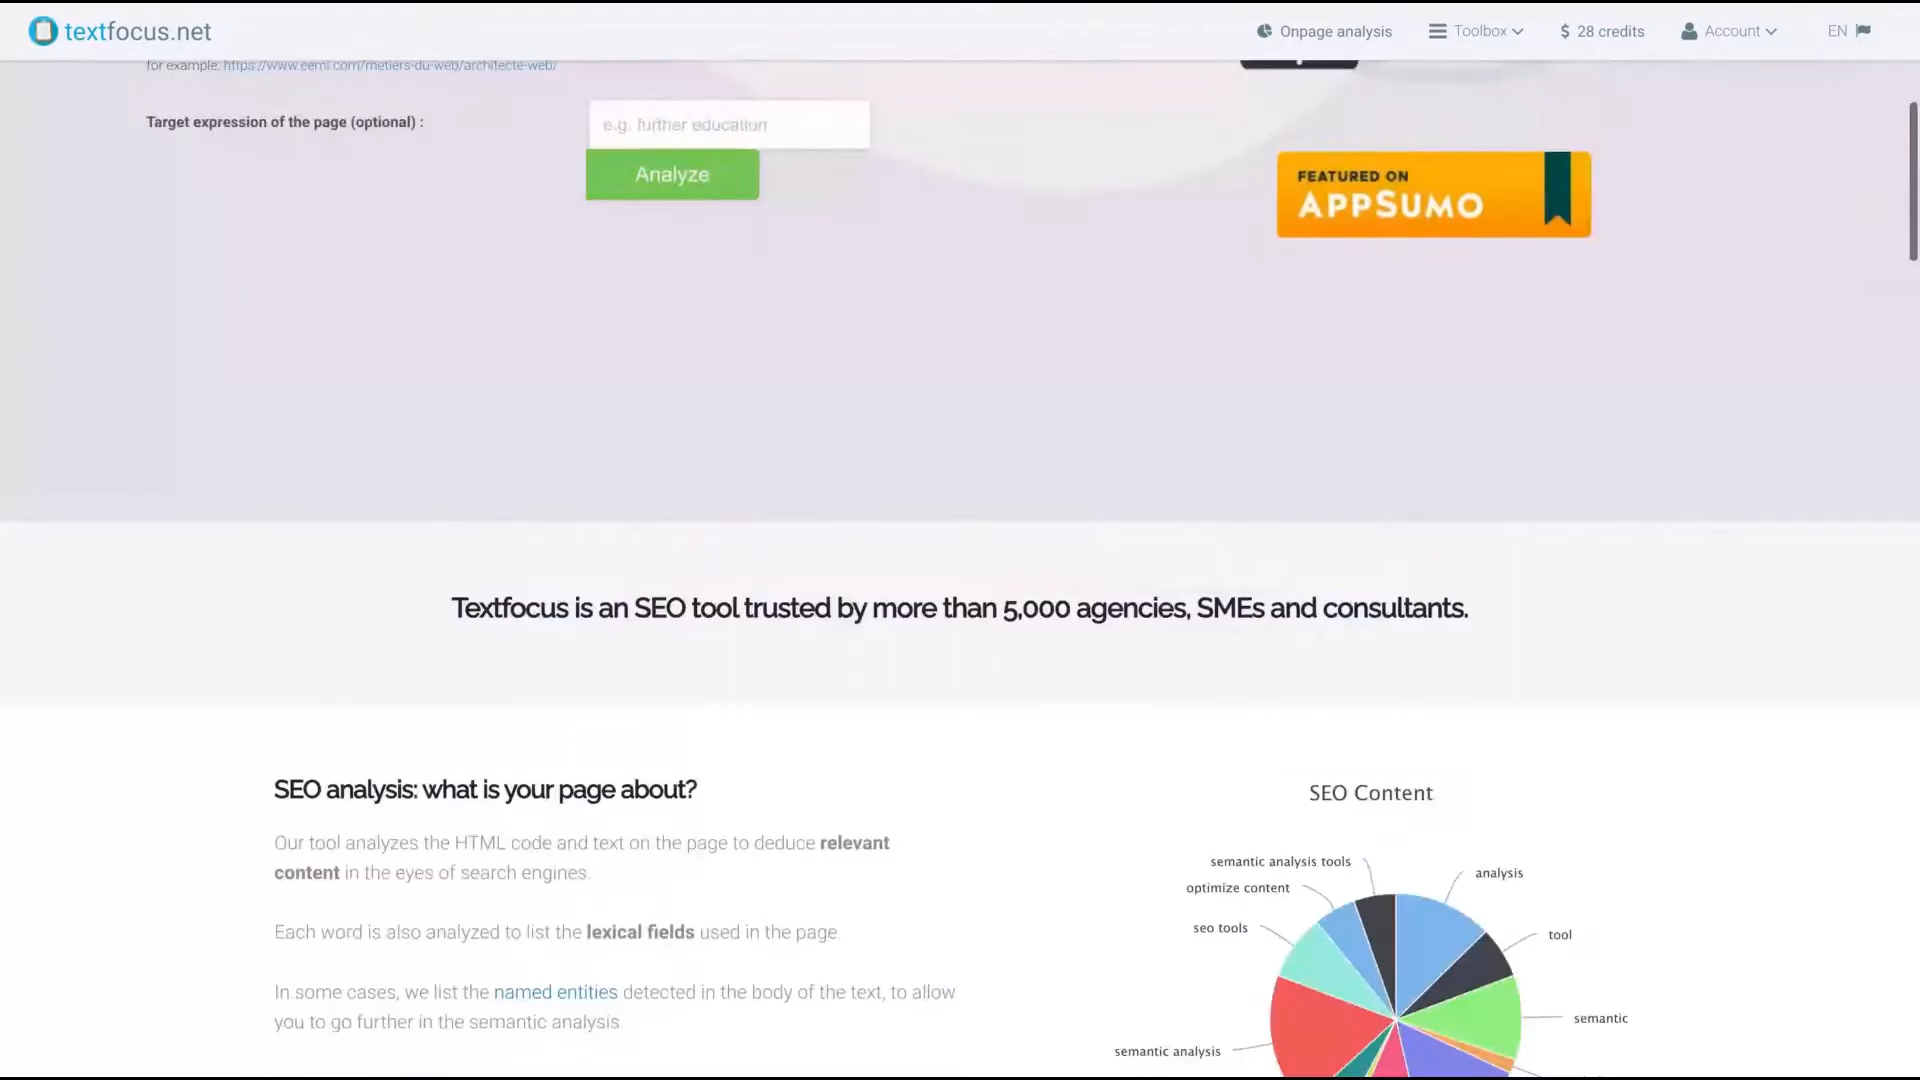 textfocus.net
Onpage analysis
Toolbox
$ 28 credits
Account
EN
for example: https://www.eemi.com/metiers-du-web/architecte-web/
Target expression of the page (optional) :
e.g. further education
Analyze
FEATURED ON
APPSUMO
Textfocus is an SEO tool trusted by more than 5,000 agencies, SMEs and consultants.
SEO analysis: what is your page about?
Our tool analyzes the HTML code and text on the page to deduce relevant
content in the eyes of search engines.
Each word is also analyzed to list the lexical fields used in the page.
In some cases, we list the named entities detected in the body of the text, to allow
you to go further in the semantic analysis.
SEO Content
semantic analysis tools
analysis
optimize content
seo tools
tool
semantic
semantic analysis